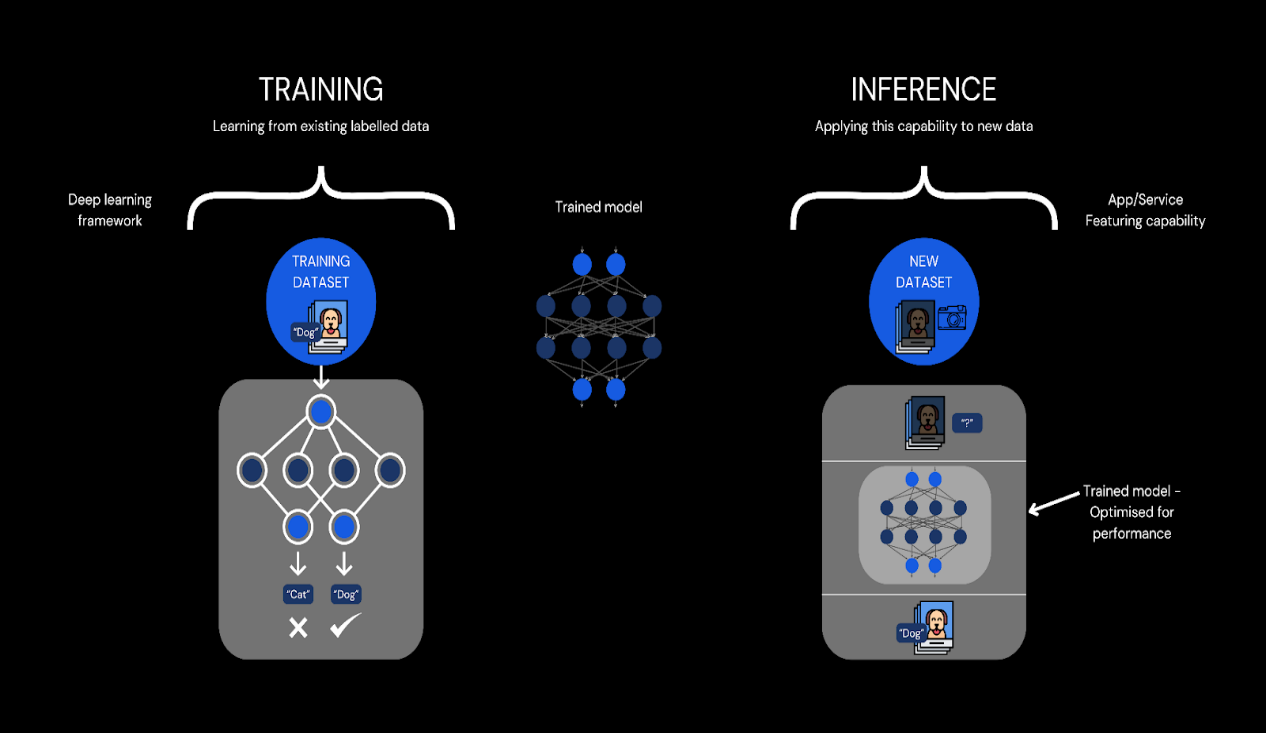 TRAINING
Learning from existing labelled data
Deep learning
framework
TRAINING
DATASET
"Dog"
"Cat"
"Dog"
Trained model
INFERENCE
Applying this capability to new data
App/Service
Featuring capability
NEW
DATASET
"?"
Trained model -
Optimised for
performance
"Dog"